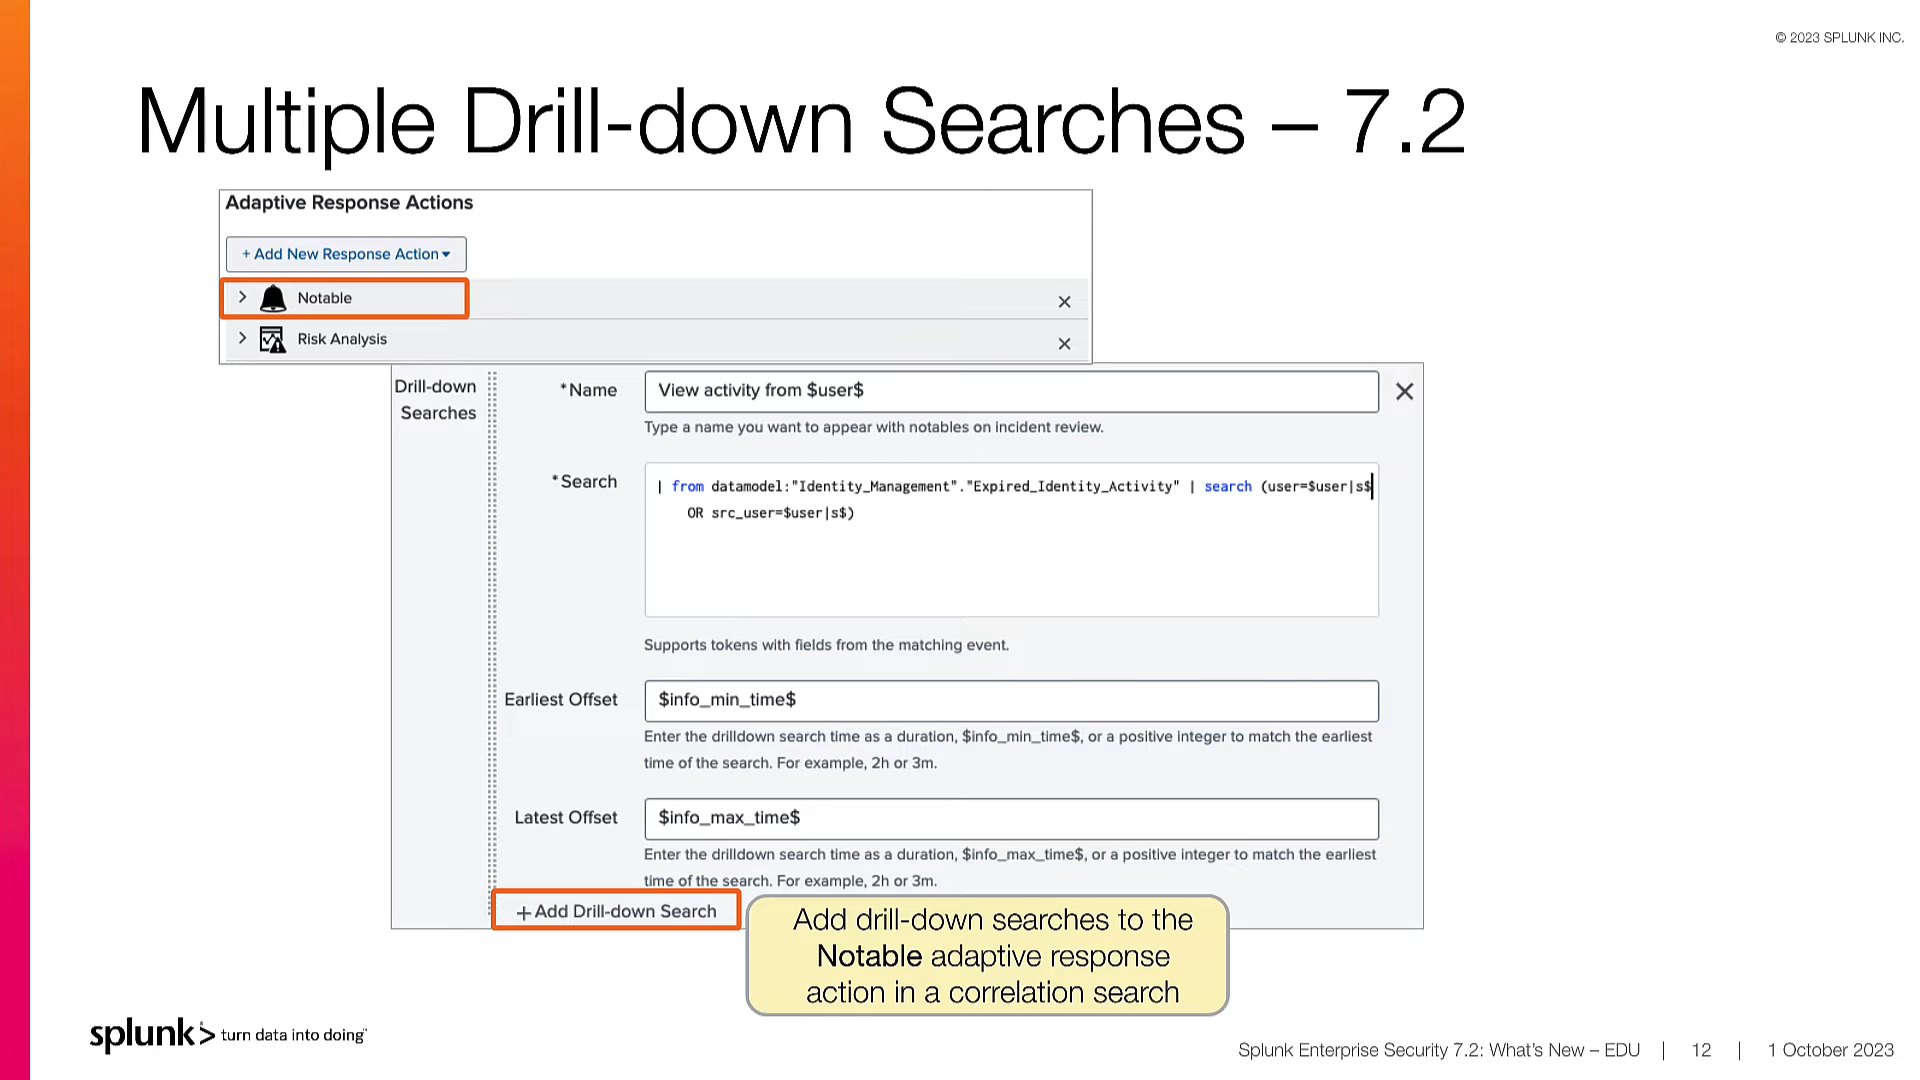 © 2023 SPLUNK INC.
Multiple Drill-down Searches – 7.2
Adaptive Response Actions
+ Add New Response Action
Notable
Risk Analysis
Drill-down
Searches
*Name
View activity from $user$
Type a name you want to appear with notables on incident review.
*Search
| from datamodel:"Identity_Management"."Expired_Identity_Activity" | search (user=$user|s$
OR src_user=$user|s$)
Supports tokens with fields from the matching event.
Earliest Offset
$info_min_time$
Enter the drilldown search time as a duration, $info_min_time$, or a positive integer to match the earliest
time of the search. For example, 2h or 3m.
Latest Offset
$info_max_time$
Enter the drilldown search time as a duration, $info_max_time$, or a positive integer to match the earliest
time of the search. For example, 2h or 3m.
+ Add Drill-down Search
Add drill-down searches to the
Notable adaptive response
action in a correlation search
splunk> turn data into doing™
Splunk Enterprise Security 7.2: What's New – EDU | 12 | 1 October 2023